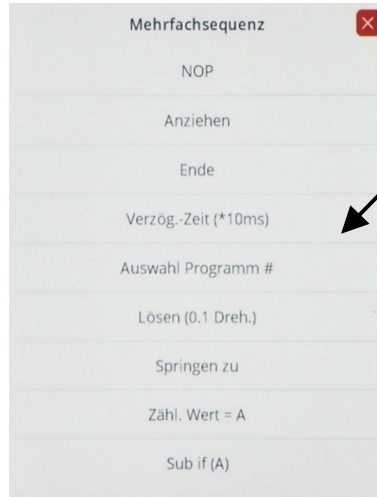 Mehrfachsequenz
NOP
Anziehen
Ende
Verzög.-Zeit (*10ms)
Auswahl Programm #
Lösen (0.1 Dreh.)
Springen zu
Zähl. Wert = A
Sub if (A)